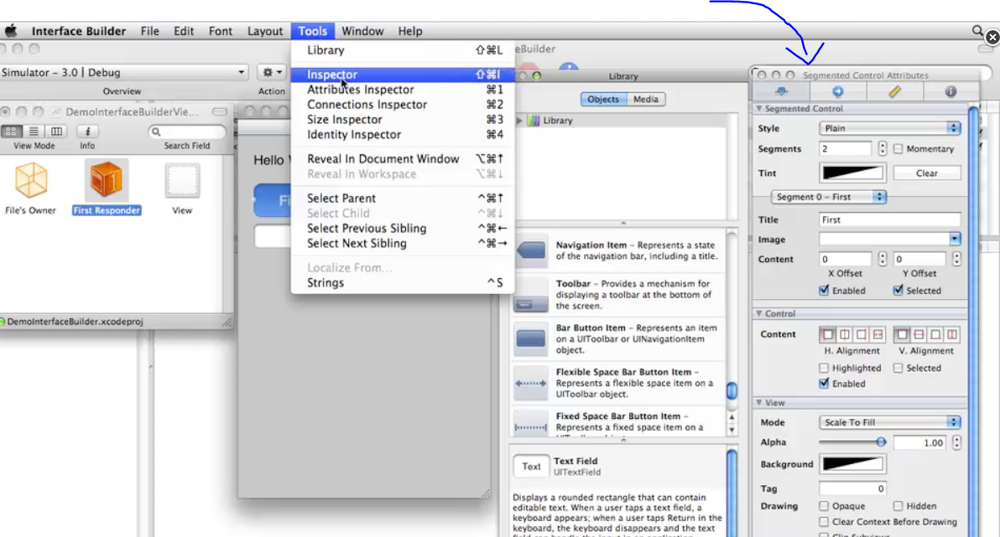 Interface Builder File Edit Font Layout Tools Window Help
Library ⇧⌘L
Inspector ⇧⌘I
Attributes Inspector ⌘1
Connections Inspector ⌘2
Size Inspector ⌘3
Identity Inspector ⌘4
Reveal In Document Window ⌥⌘↑
Reveal In Workspace ⌥⌘↓
Select Parent ^⌘↑
Select Child ^⌘↓
Select Previous Sibling ^⌘←
Select Next Sibling ^⌘→
Localize From...
Strings ^S
eBuilder
Simulator – 3.0 | Debug
Overview
Action
DemoInterfaceBuilderVie...
View Mode Info Search Field
File's Owner First Responder View
DemoInterfaceBuilder.xcodeproj
Hello
Library
Objects Media
Library
Navigation Item – Represents a state
of the navigation bar, including a title.
Toolbar – Provides a mechanism for
displaying a toolbar at the bottom of
the screen.
Bar Button Item – Represents an item
on a UIToolbar or UINavigationItem
object.
Flexible Space Bar Button Item –
Represents a flexible space item on a
UIToolbar object.
Fixed Space Bar Button Item –
Represents a fixed space item on a
Text
Text Field
UITextField
Displays a rounded rectangle that can contain
editable text. When a user taps a text field, a
keyboard appears; when a user taps Return in the
keyboard, the keyboard disappears and the text
Segmented Control Attributes
Segmented Control
Style Plain
Segments 2 Momentary
Tint Clear
Segment 0 – First
Title First
Image
Content 0 0
X Offset Y Offset
Enabled Selected
Control
Content
H. Alignment V. Alignment
Highlighted Selected
Enabled
View
Mode Scale To Fill
Alpha 1.00
Background
Tag 0
Drawing Opaque Hidden
Clear Context Before Drawing